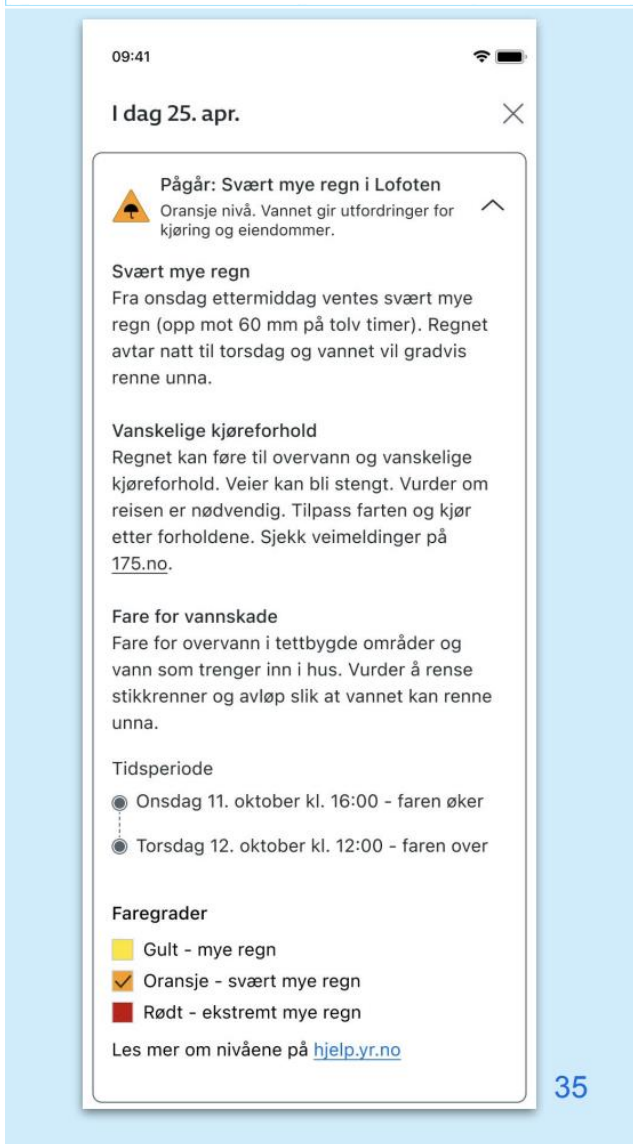 09:41
I dag 25. apr.
Pågår: Svært mye regn i Lofoten
Oransje nivå. Vannet gir utfordringer for
kjøring og eiendommer.
Svært mye regn
Fra onsdag ettermiddag ventes svært mye
regn (opp mot 60 mm på tolv timer). Regnet
avtar natt til torsdag og vannet vil gradvis
renne unna.
Vanskelige kjøreforhold
Regnet kan føre til overvann og vanskelige
kjøreforhold. Veier kan bli stengt. Vurder om
reisen er nødvendig. Tilpass farten og kjør
etter forholdene. Sjekk veimeldinger på
175.no.
Fare for vannskade
Fare for overvann i tettbygde områder og
vann som trenger inn i hus. Vurder å rense
stikkrenner og avløp slik at vannet kan renne
unna.
Tidsperiode
Onsdag 11. oktober kl. 16:00 - faren øker
Torsdag 12. oktober kl. 12:00 - faren over
Faregrader
Gult - mye regn
Oransje - svært mye regn
Rødt - ekstremt mye regn
Les mer om nivåene på hjelp.yr.no
35